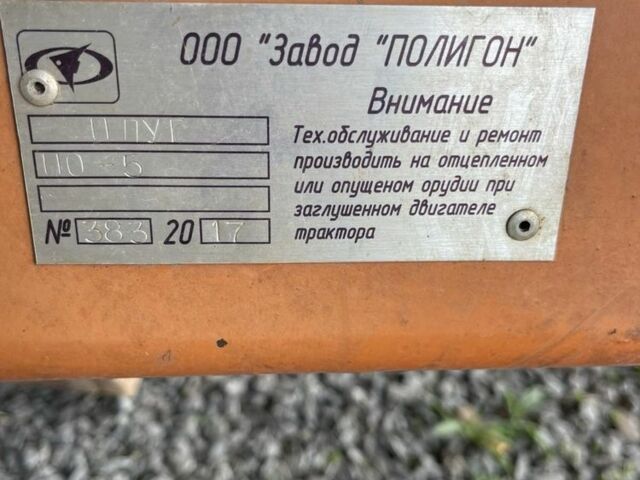 ООО "Завод "ПОЛИГОН"
Внимание
Тех.обслуживание и ремонт
производить на отцепленном
или опущеном орудии при
заглушенном двигателе
трактора
ПЛУГ
ПО-5
№ 383 20 17